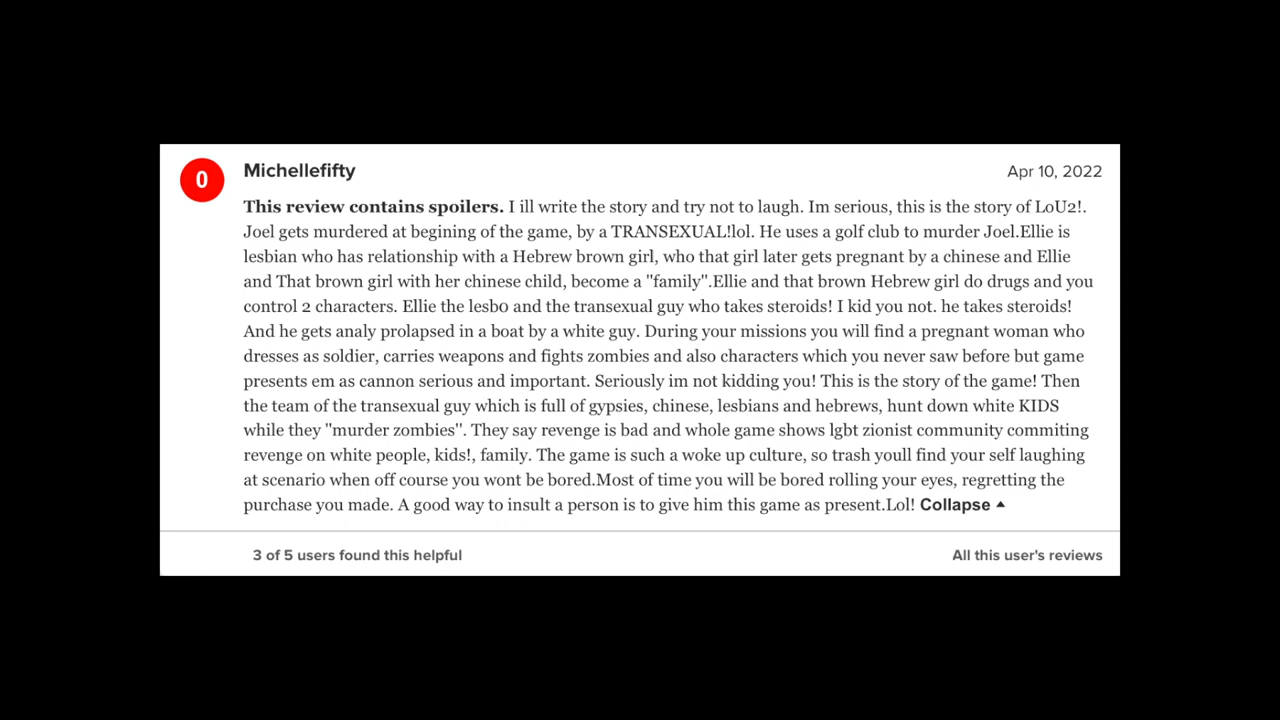 0
Michellefifty
Apr 10, 2022
This review contains spoilers. I ill write the story and try not to laugh. Im serious, this is the story of LoU2!.
Joel gets murdered at begining of the game, by a TRANSEXUAL!lol. He uses a golf club to murder Joel.Ellie is
lesbian who has relationship with a Hebrew brown girl, who that girl later gets pregnant by a chinese and Ellie
and That brown girl with her chinese child, become a "family".Ellie and that brown Hebrew girl do drugs and you
control 2 characters. Ellie the lesb0 and the transexual guy who takes steroids! I kid you not. he takes steroids!
And he gets analy prolapsed in a boat by a white guy. During your missions you will find a pregnant woman who
dresses as soldier, carries weapons and fights zombies and also characters which you never saw before but game
presents em as cannon serious and important. Seriously im not kidding you! This is the story of the game! Then
the team of the transexual guy which is full of gypsies, chinese, lesbians and hebrews, hunt down white KIDS
while they "murder zombies". They say revenge is bad and whole game shows lgbt zionist community commiting
revenge on white people, kids!, family. The game is such a woke up culture, so trash youll find your self laughing
at scenario when off course you wont be bored.Most of time you will be bored rolling your eyes, regretting the
purchase you made. A good way to insult a person is to give him this game as present.Lol! Collapse
3 of 5 users found this helpful
All this user's reviews